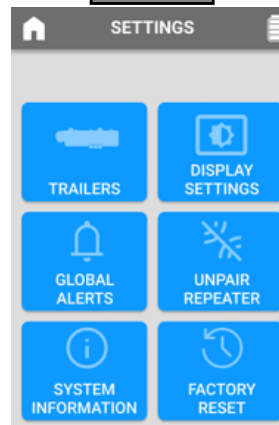 SETTINGS
TRAILERS
DISPLAY
SETTINGS
GLOBAL
ALERTS
UNPAIR
REPEATER
SYSTEM
INFORMATION
FACTORY
RESET